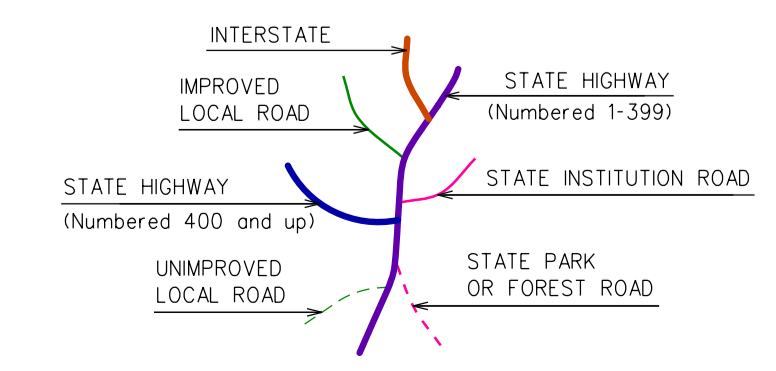 INTERSTATE
STATE HIGHWAY
(Numbered 1-399)
IMPROVED
LOCAL ROAD
STATE INSTITUTION ROAD
STATE HIGHWAY
(Numbered 400 and up)
STATE PARK
OR FOREST ROAD
UNIMPROVED
LOCAL ROAD